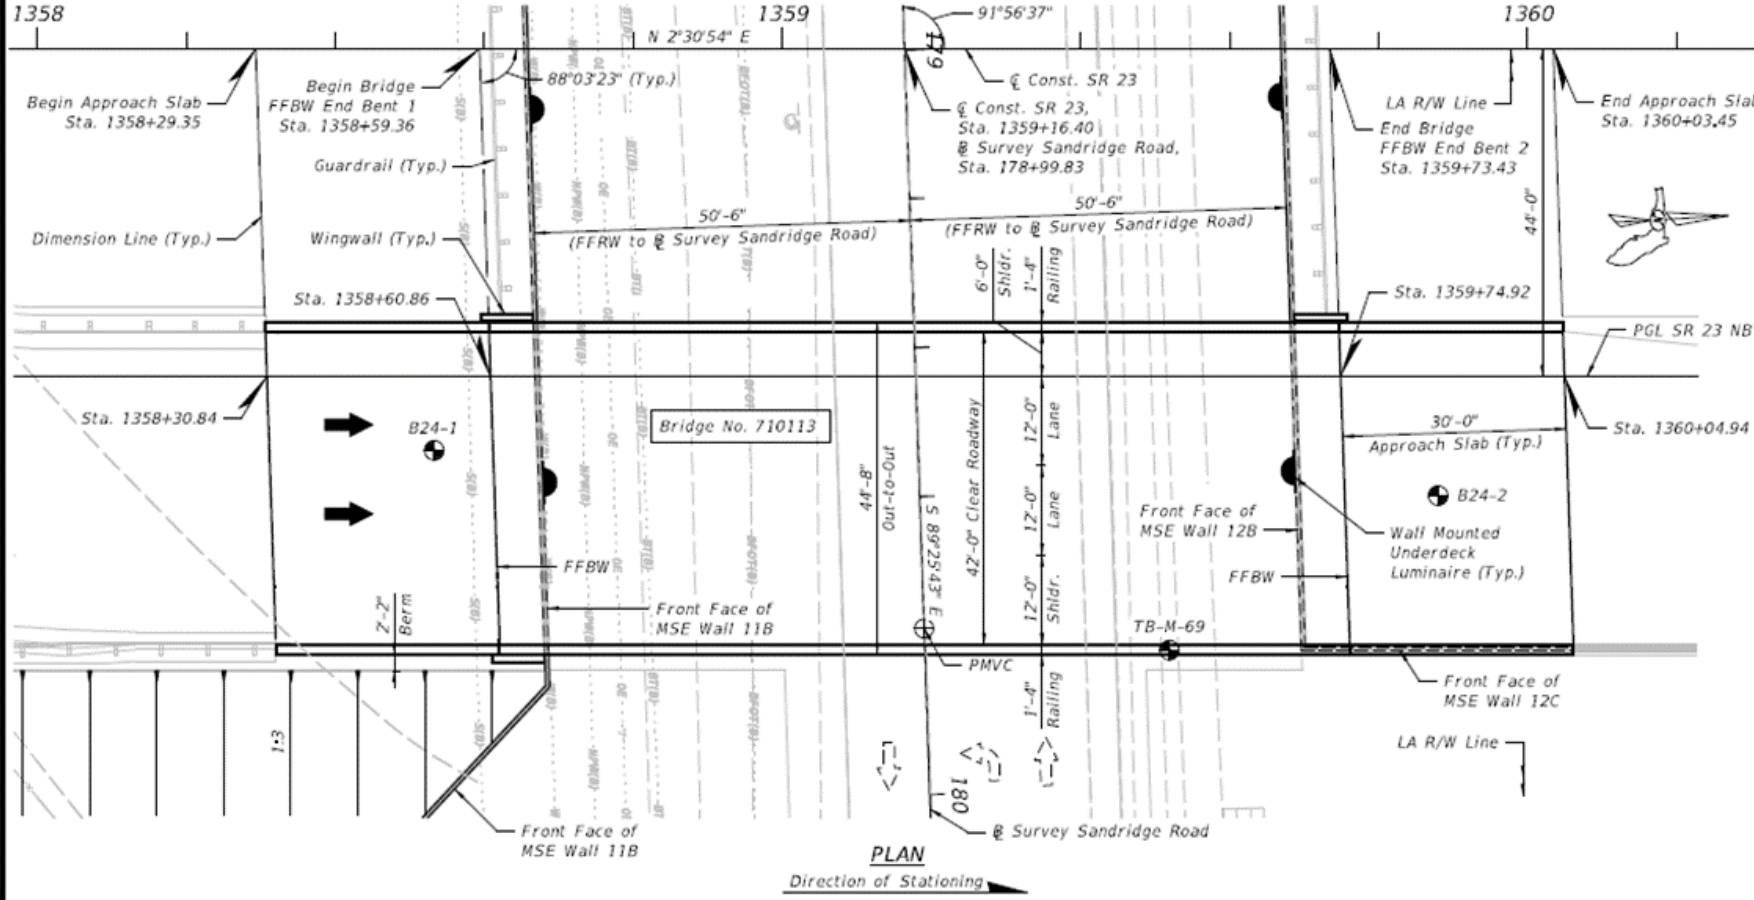 1358
1359
1360
N 2°30'54" E
91°56'37"
179
88°03'23" (Typ.)
Begin Approach Slab
Sta. 1358+29.35
Begin Bridge
FFBW End Bent 1
Sta. 1358+59.36
Guardrail (Typ.)
℄ Const. SR 23
℄ Const. SR 23,
Sta. 1359+16.40
B Survey Sandridge Road,
Sta. 178+99.83
LA R/W Line
End Bridge
FFBW End Bent 2
Sta. 1359+73.43
End Approach Slab
Sta. 1360+03.45
44'-0"
Dimension Line (Typ.)
Wingwall (Typ.)
50'-6"
(FFRW to B Survey Sandridge Road)
50'-6"
(FFRW to B Survey Sandridge Road)
6'-0"
Shldr.
1'-4"
Railing
Sta. 1358+60.86
Sta. 1359+74.92
PGL SR 23 NB
Sta. 1358+30.84
B24-1
Bridge No. 710113
44'-8"
Out-to-Out
42'-0" Clear Roadway
12'-0"
Lane
12'-0"
Lane
12'-0"
Shldr.
1'-4"
Railing
S 89°25'43" E
30'-0"
Approach Slab (Typ.)
Sta. 1360+04.94
B24-2
Front Face of
MSE Wall 12B
Wall Mounted
Underdeck
Luminaire (Typ.)
FFBW
FFBW
2'-2"
Berm
Front Face of
MSE Wall 11B
TB-M-69
PMVC
Front Face of
MSE Wall 12C
1:3
LA R/W Line
180
Front Face of
MSE Wall 11B
B Survey Sandridge Road
PLAN
Direction of Stationing